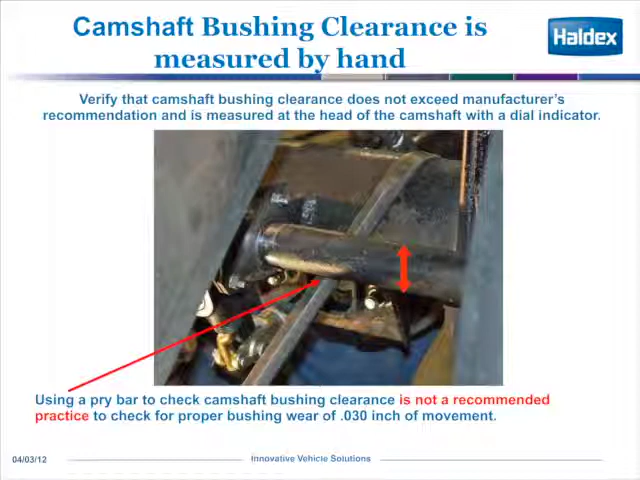 Camshaft Bushing Clearance is
measured by hand
Haldex
Verify that camshaft bushing clearance does not exceed manufacturer's
recommendation and is measured at the head of the camshaft with a dial indicator.
Using a pry bar to check camshaft bushing clearance is not a recommended
practice to check for proper bushing wear of .030 inch of movement.
04/03/12
Innovative Vehicle Solutions